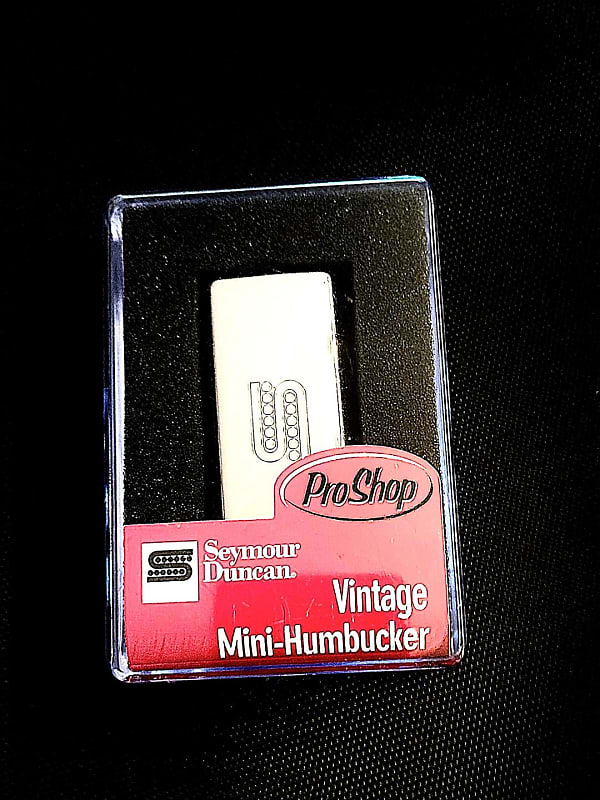 ProShop
Seymour
Duncan.
Vintage
Mini-Humbucker